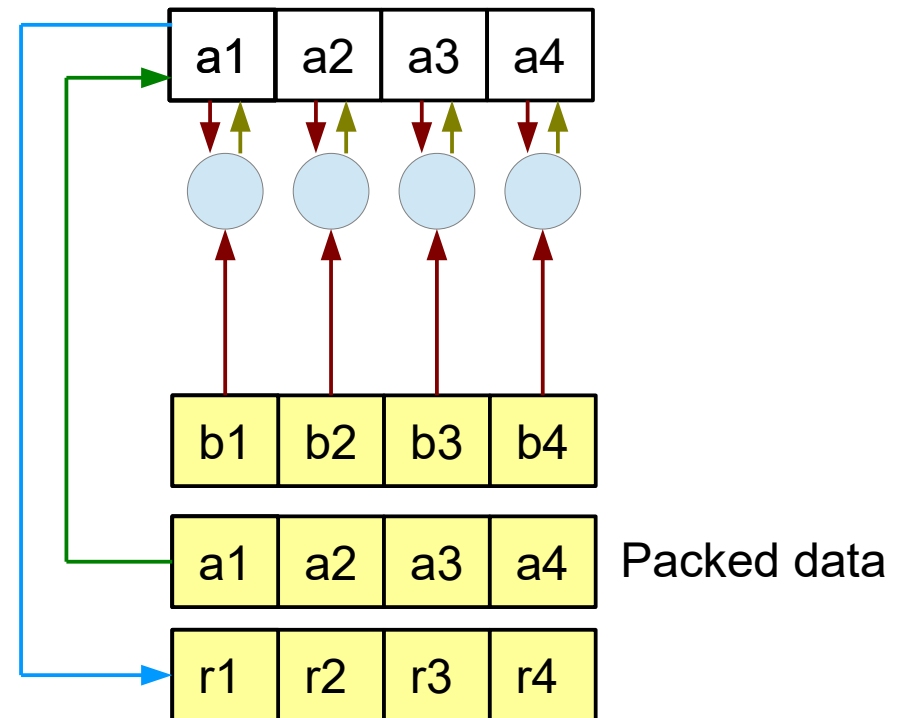 a1 a2 a3 a4
b1 b2 b3 b4
a1 a2 a3 a4 Packed data
r1 r2 r3 r4